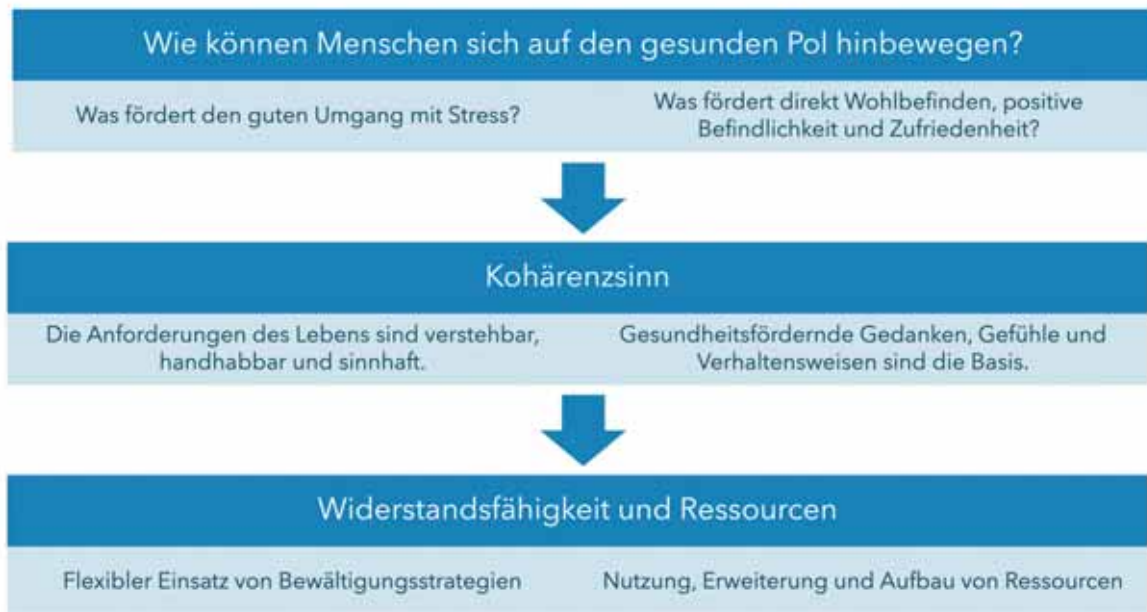 Wie können Menschen sich auf den gesunden Pol hinbewegen?
Was fördert den guten Umgang mit Stress?
Was fördert direkt Wohlbefinden, positive
Befindlichkeit und Zufriedenheit?
Kohärenzsinn
Die Anforderungen des Lebens sind verstehbar,
handhabbar und sinnhaft.
Gesundheitsfördernde Gedanken, Gefühle und
Verhaltensweisen sind die Basis.
Widerstandsfähigkeit und Ressourcen
Flexibler Einsatz von Bewältigungsstrategien
Nutzung, Erweiterung und Aufbau von Ressourcen